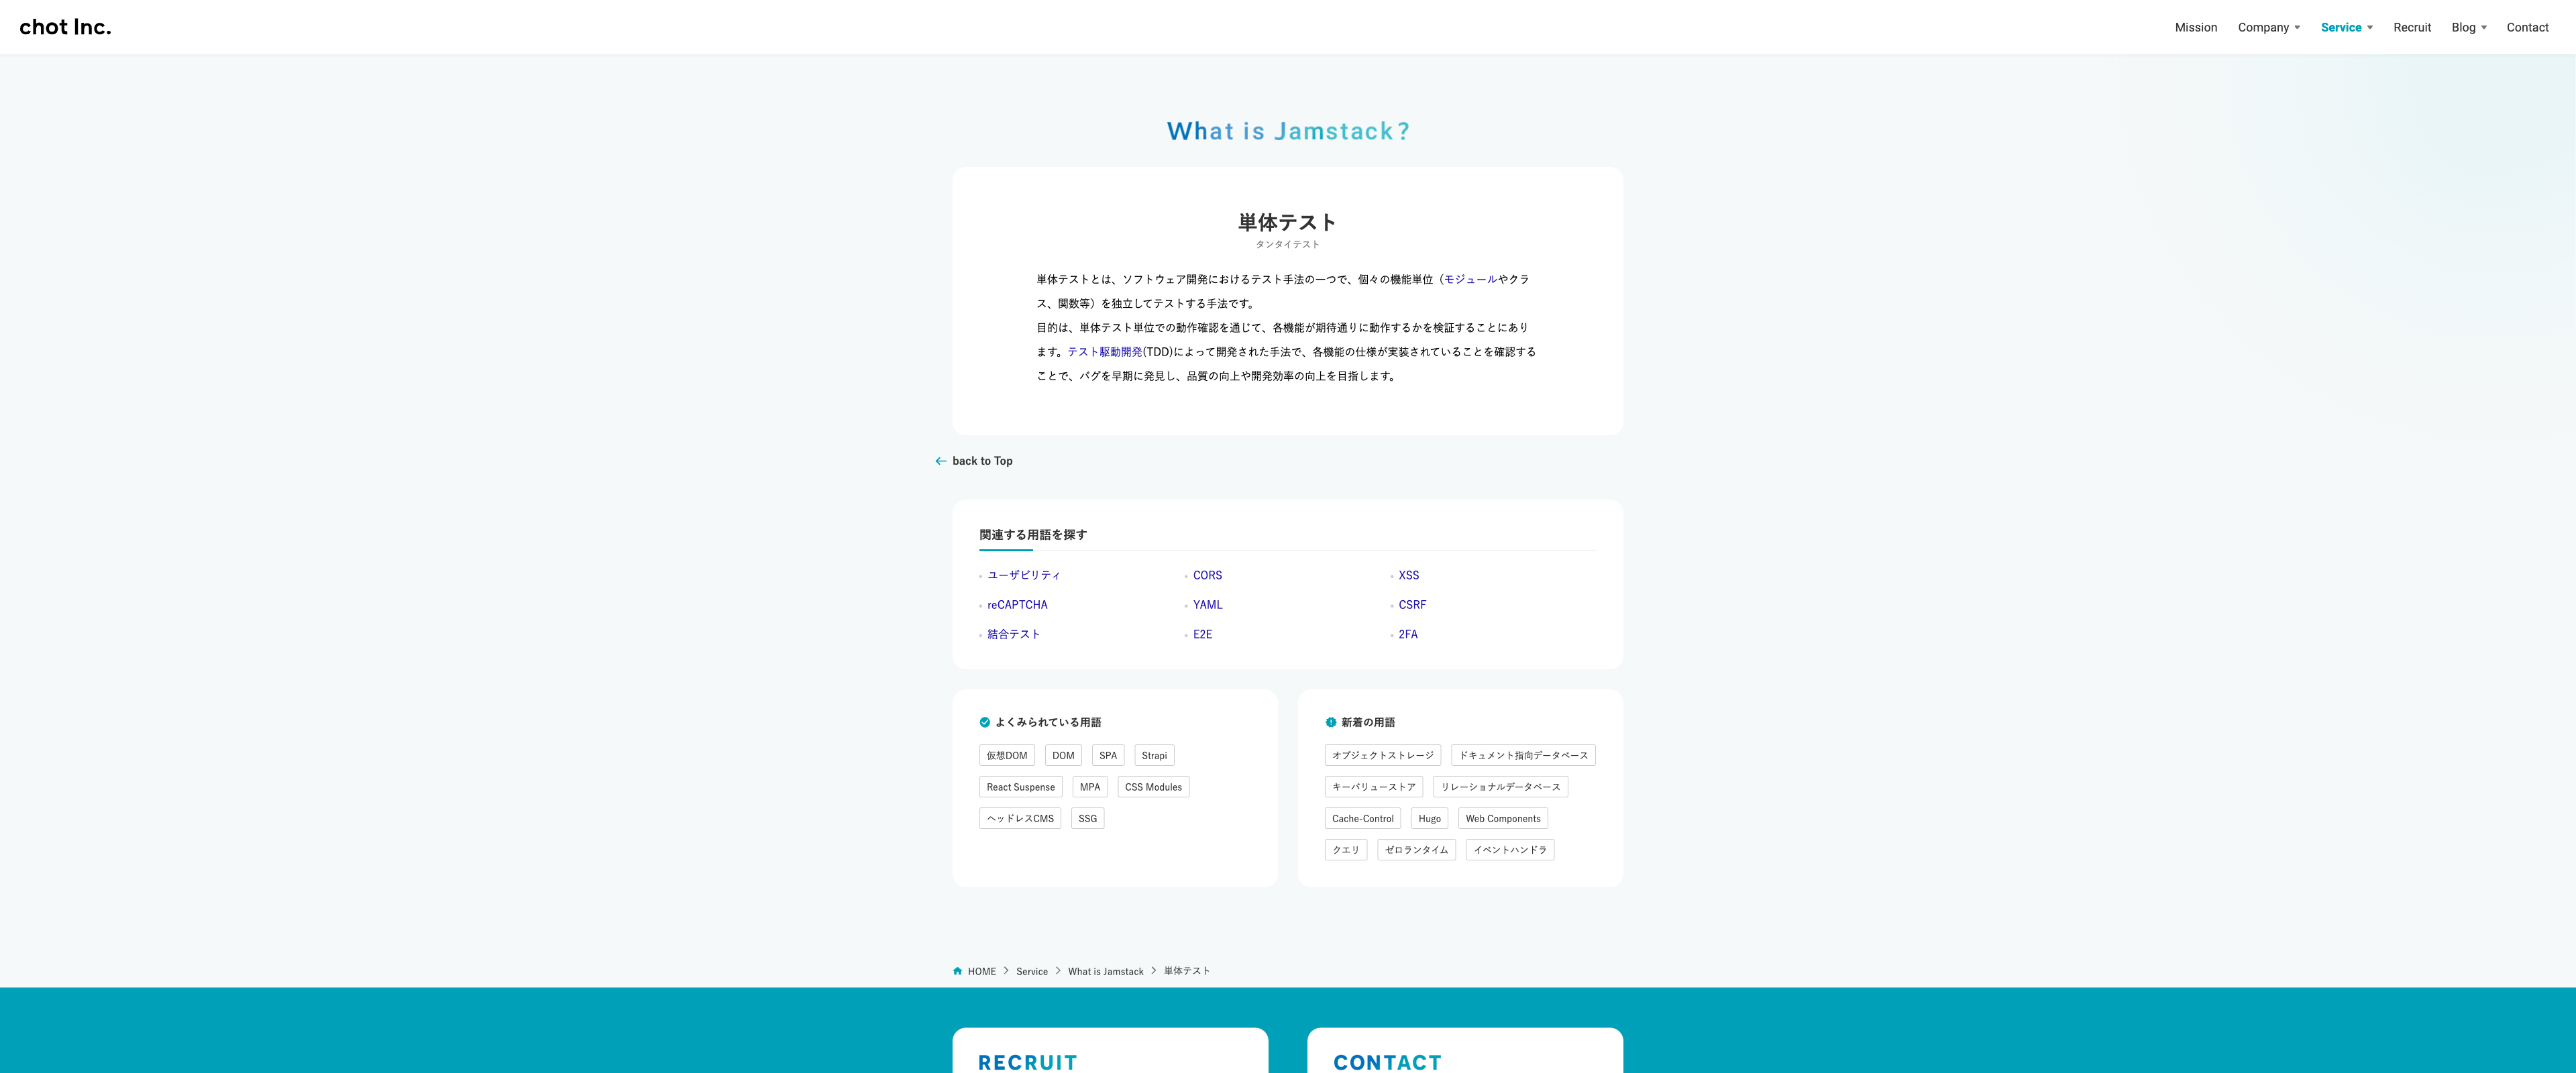 chot Inc.
Mission Company Service Recruit Blog Contact
What is Jamstack?
単体テスト
タンタイテスト
単体テストとは、ソフトウェア開発におけるテスト手法の一つで、個々の機能単位（モジュールやクラ
ス、関数等）を独立してテストする手法です。
目的は、単体テスト単位での動作確認を通じて、各機能が期待通りに動作するかを検証することにあり
ます。テスト駆動開発(TDD)によって開発された手法で、各機能の仕様が実装されていることを確認する
ことで、バグを早期に発見し、品質の向上や開発効率の向上を目指します。
back to Top
関連する用語を探す
ユーザビリティ CORS XSS
reCAPTCHA YAML CSRF
結合テスト E2E 2FA
よくみられている用語
仮想DOM DOM SPA Strapi
React Suspense MPA CSS Modules
ヘッドレスCMS SSG
新着の用語
オブジェクトストレージ ドキュメント指向データベース
キーバリューストア リレーショナルデータベース
Cache-Control Hugo Web Components
クエリ ゼロランタイム イベントハンドラ
HOME Service What is Jamstack 単体テスト
RECRUIT
CONTACT